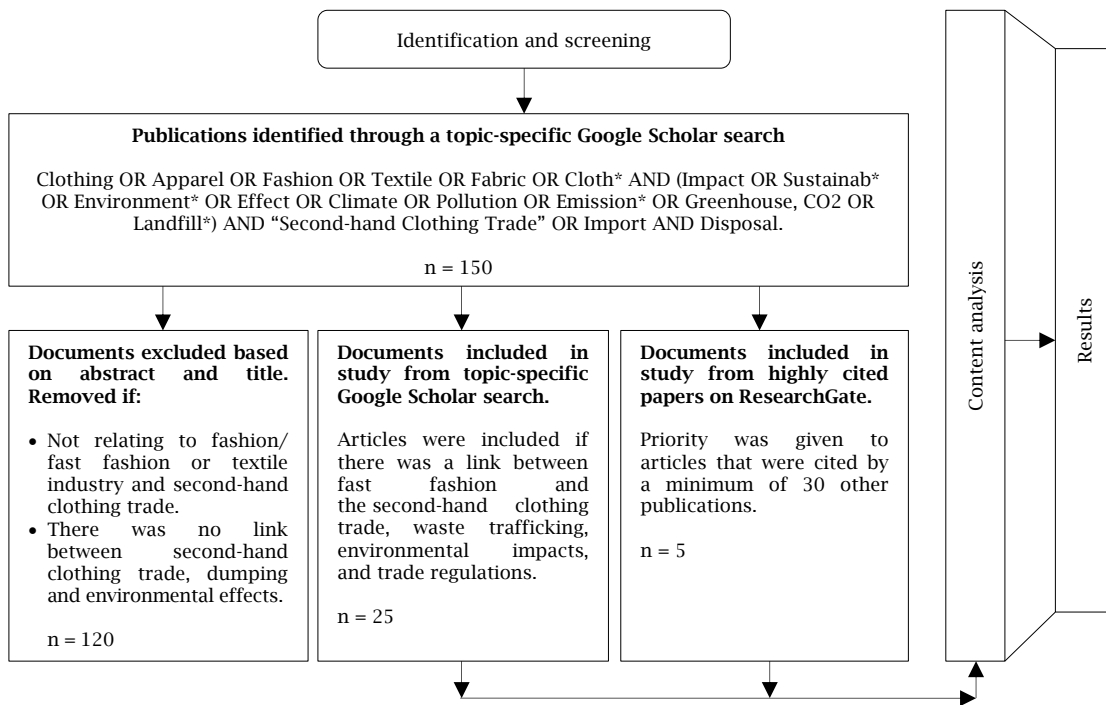 Identification and screening
Publications identified through a topic-specific Google Scholar search
Clothing OR Apparel OR Fashion OR Textile OR Fabric OR Cloth* AND (Impact OR Sustainab*
OR Environment* OR Effect OR Climate OR Pollution OR Emission* OR Greenhouse, CO2 OR
Landfill*) AND “Second-hand Clothing Trade” OR Import AND Disposal.
n = 150
Documents excluded based
on abstract and title.
Removed if:
• Not relating to fashion/
fast fashion or textile
industry and second-hand
clothing trade.
• There was no link
between second-hand
clothing trade, dumping
and environmental effects.
n = 120
Documents included in
study from topic-specific
Google Scholar search.
Articles were included if
there was a link between
fast fashion and
the second-hand clothing
trade, waste trafficking,
environmental impacts,
and trade regulations.
n = 25
Documents included in
study from highly cited
papers on ResearchGate.
Priority was given to
articles that were cited by
a minimum of 30 other
publications.
n = 5
Content analysis
Results